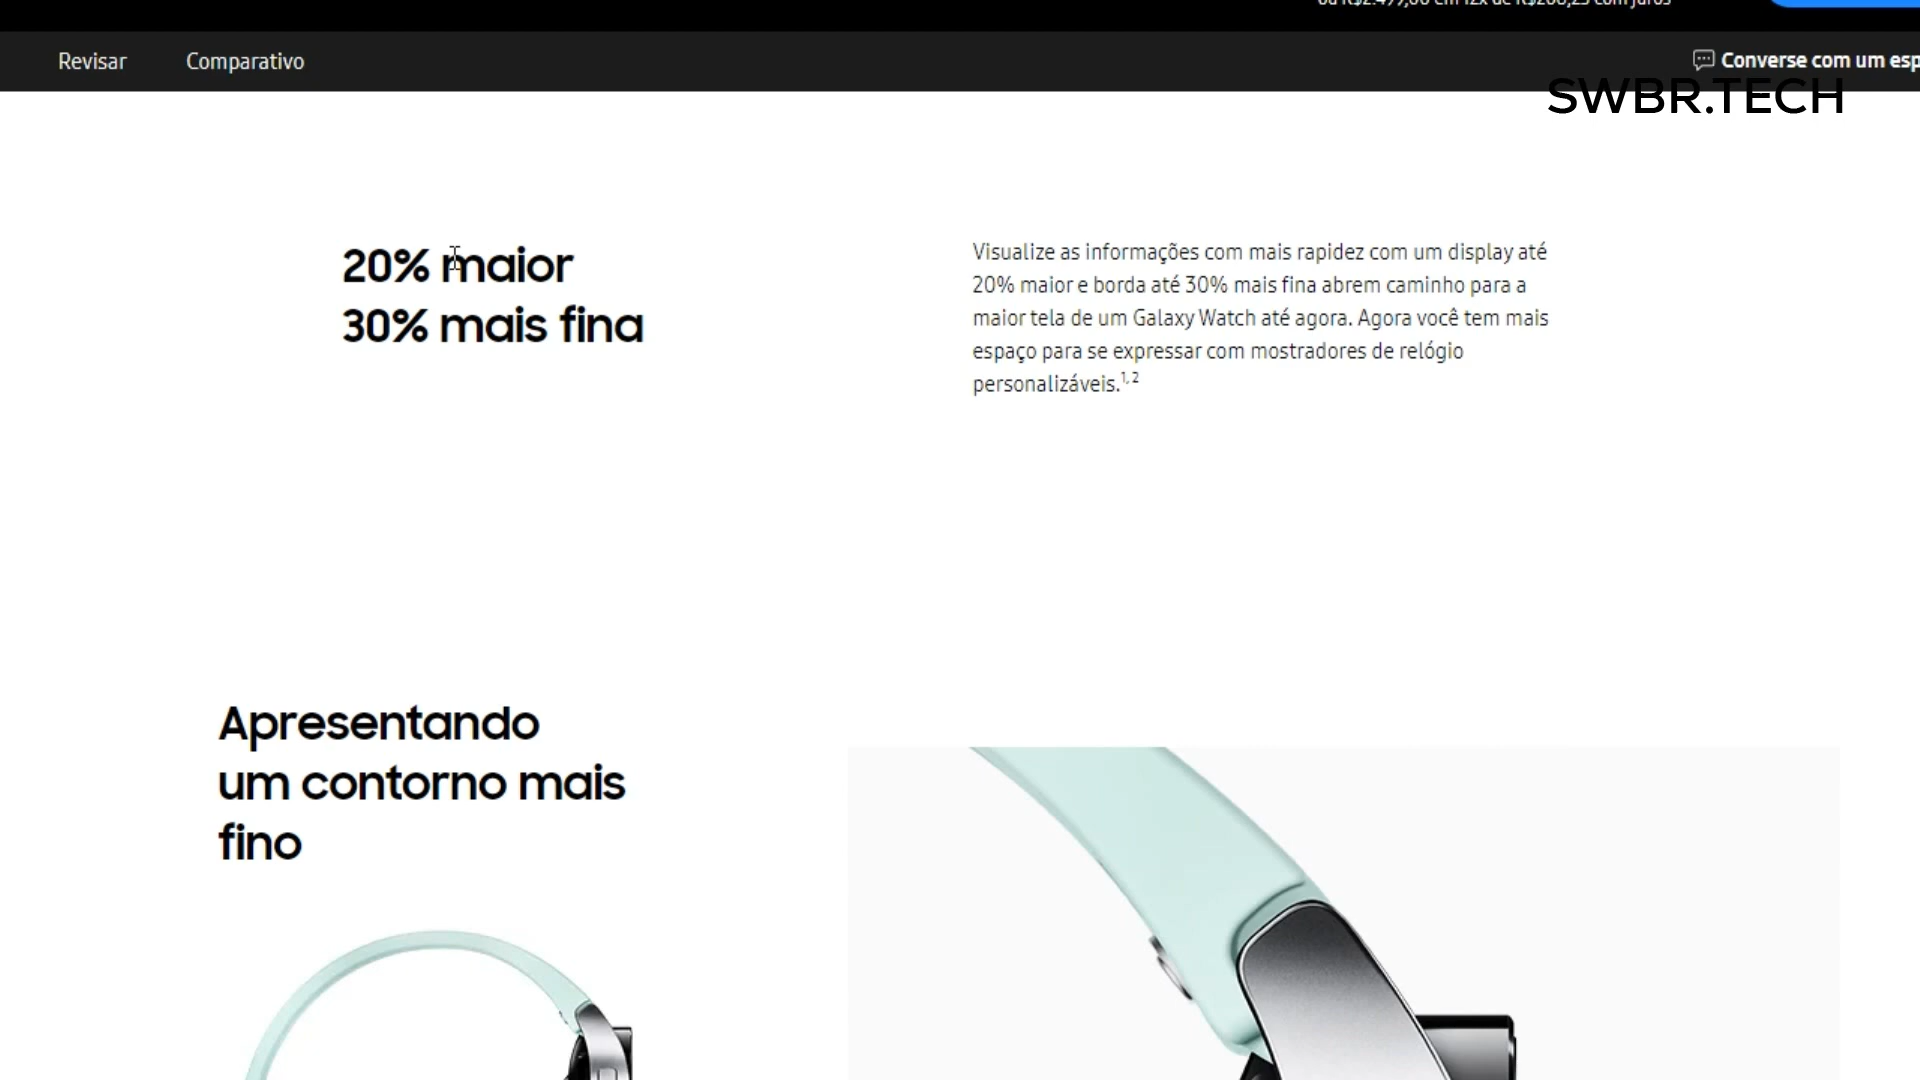 Revisar
Comparativo
Converse com um esp
SWBR.TECH
20% maior
30% mais fina
Visualize as informações com mais rapidez com um display até
20% maior e borda até 30% mais fina abrem caminho para a
maior tela de um Galaxy Watch até agora. Agora você tem mais
espaço para se expressar com mostradores de relógio
personalizáveis.1, 2
Apresentando
um contorno mais
fino